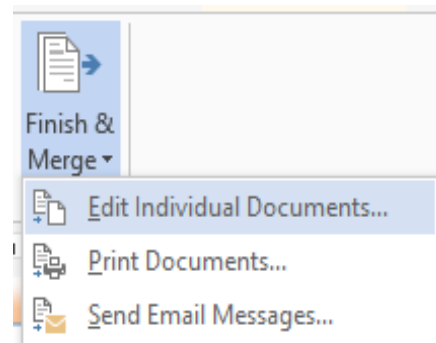 Finish &
Merge
Edit Individual Documents...
Print Documents...
Send Email Messages...